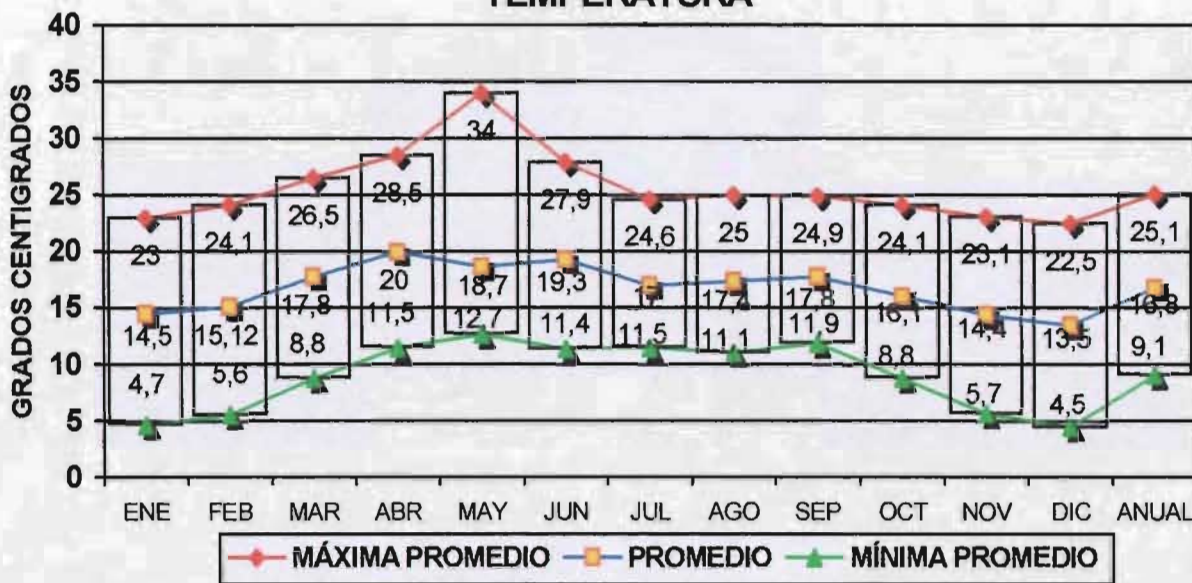 TEMPERATURA
GRADOS CENTIGRADOS
40
35
30
25
20
15
10
5
0
23 24,1 26,5 28,5 34 27,9 24,6 25 24,9 24,1 23,1 22,5 25,1
14,5 15,12 17,8 20 18,7 19,3 17,4 17,8 16,1 14,4 13,5 16,8
4,7 5,6 8,8 11,5 12,7 11,4 11,5 11,1 11,9 8,8 5,7 4,5 9,1
ENE FEB MAR ABR MAY JUN JUL AGO SEP OCT NOV DIC ANUAL
MÁXIMA PROMEDIO PROMEDIO MÍNIMA PROMEDIO